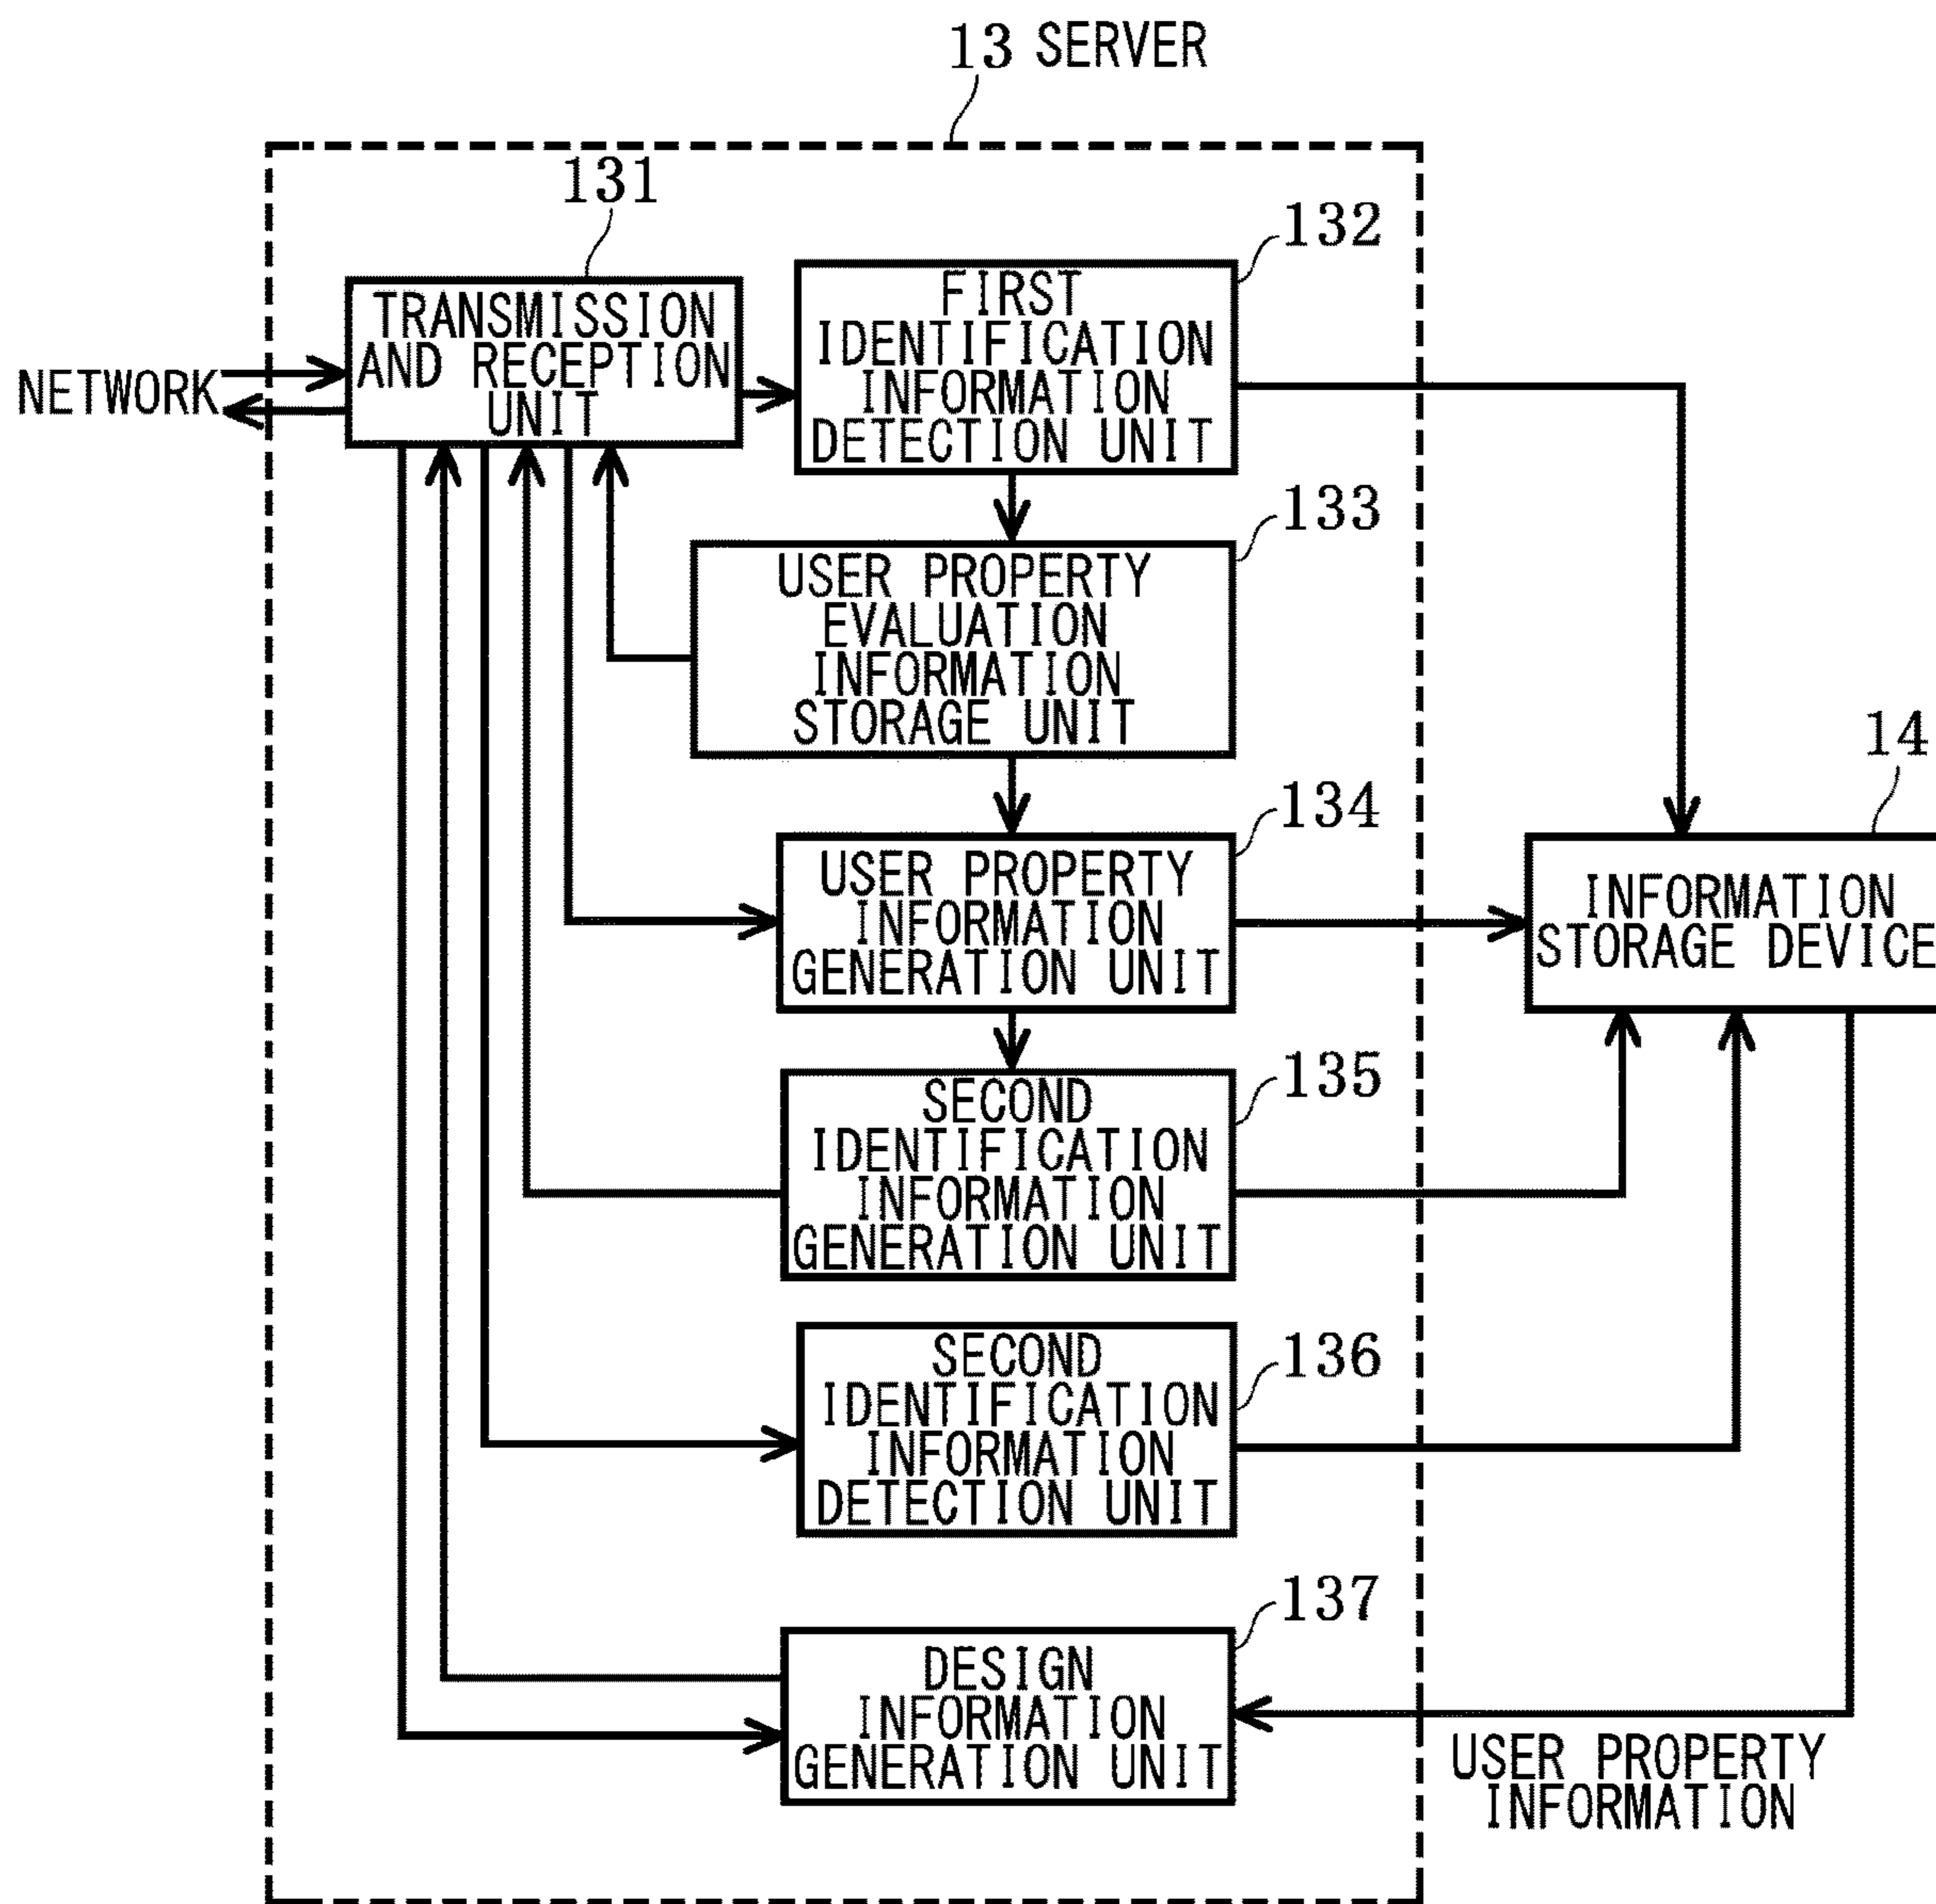 13 SERVER
131
132
TRANSMISSION
AND RECEPTION
UNIT
FIRST
IDENTIFICATION
INFORMATION
DETECTION UNIT
NETWORK
133
USER PROPERTY
EVALUATION
INFORMATION
STORAGE UNIT
14
134
USER PROPERTY
INFORMATION
GENERATION UNIT
INFORMATION
STORAGE DEVICE
135
SECOND
IDENTIFICATION
INFORMATION
GENERATION UNIT
136
SECOND
IDENTIFICATION
INFORMATION
DETECTION UNIT
137
DESIGN
INFORMATION
GENERATION UNIT
USER PROPERTY
INFORMATION